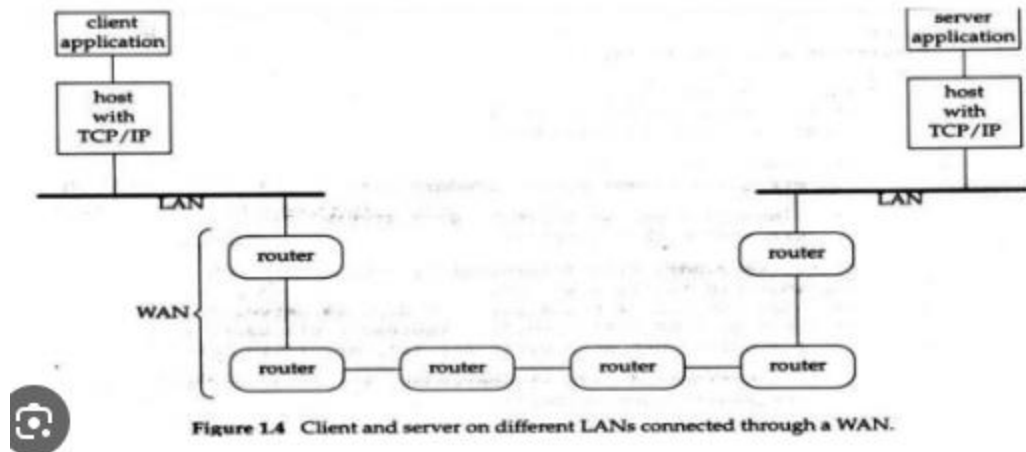 client
application
server
application
host
with
TCP/IP
host
with
TCP/IP
LAN
LAN
router
router
WAN
router
router
router
router
Figure 1.4 Client and server on different LANs connected through a WAN.